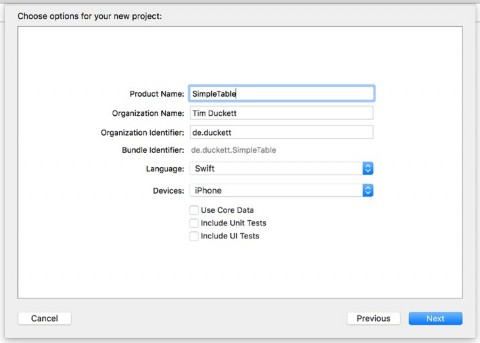 Choose options for your new project:
Product Name: SimpleTable
Organization Name: Tim Duckett
Organization Identifier: de.duckett
Bundle Identifier: de.duckett.SimpleTable
Language: Swift
Devices: iPhone
Use Core Data
Include Unit Tests
Include UI Tests
Cancel Previous Next